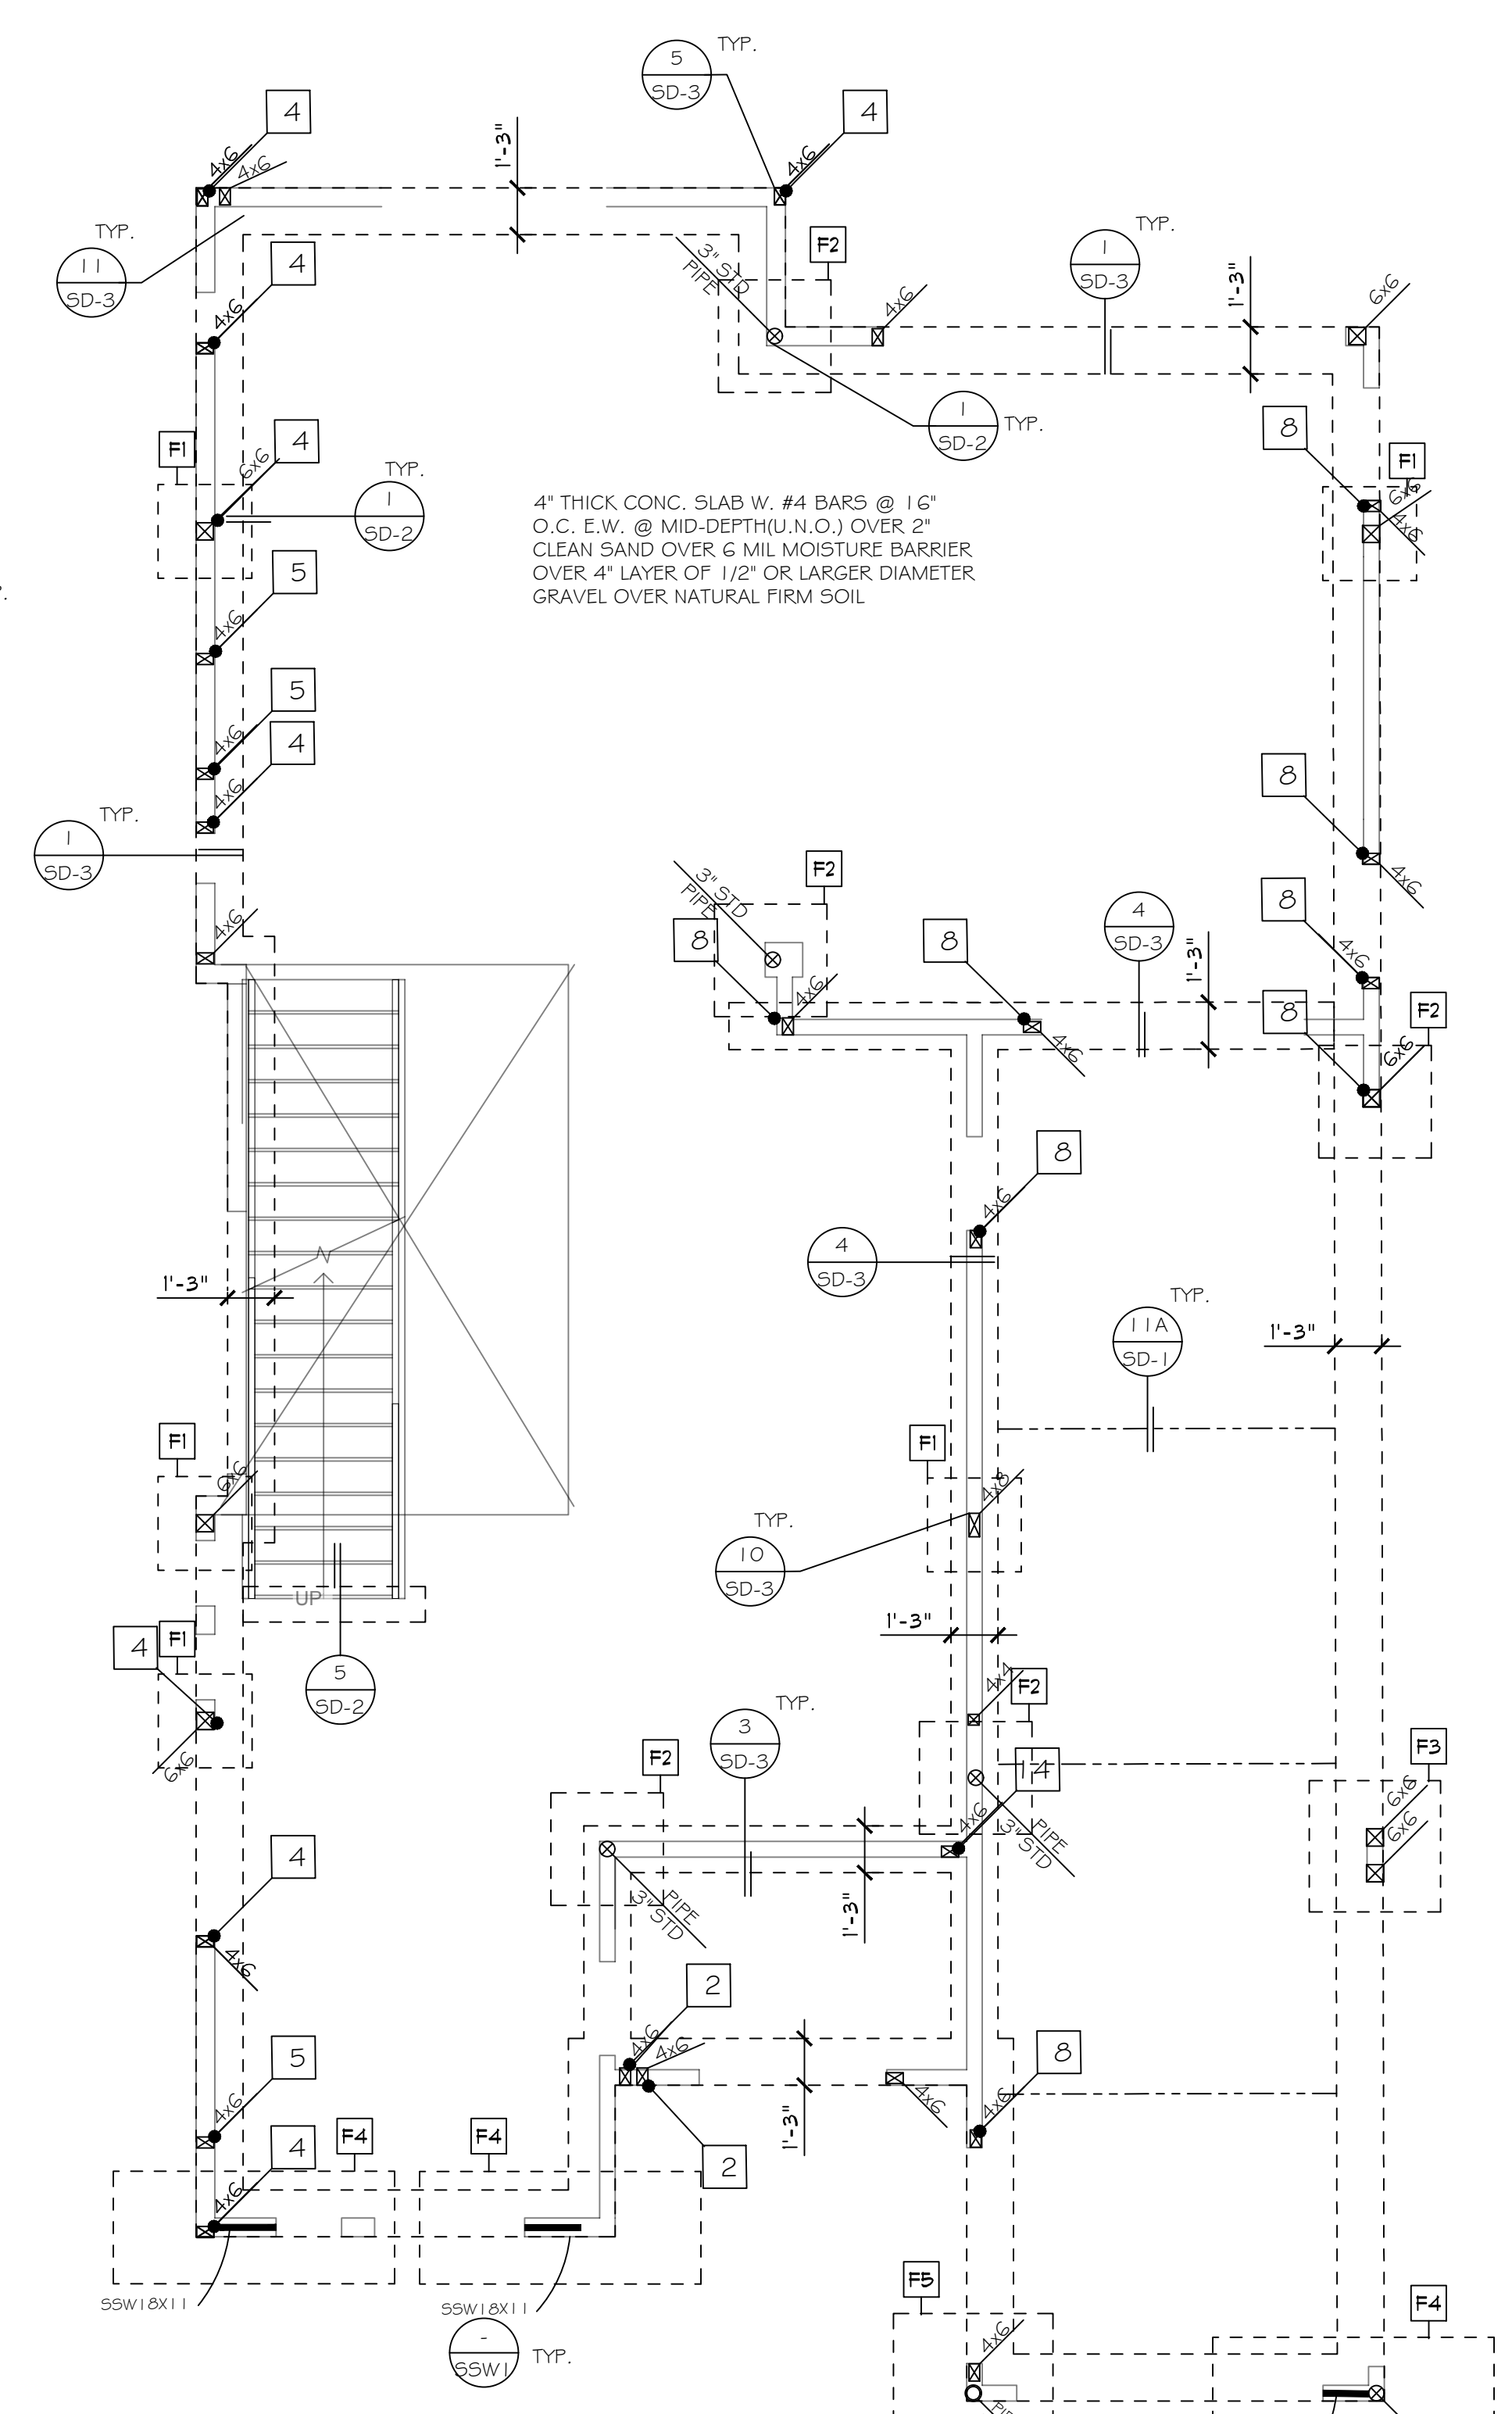 TYP.
5
SD-3
4
4
4x6
4x6
1'-3"
4x6
TYP.
11
SD-3
4
4x6
3" STD
PIPE
F2
4x6
TYP.
1
SD-3
1'-3"
6x6
F1
4
6x6
TYP.
1
SD-2
1
SD-2
TYP.
8
F1
6x6
4x6
4" THICK CONC. SLAB W. #4 BARS @ 16"
O.C. E.W. @ MID-DEPTH(U.N.O.) OVER 2"
CLEAN SAND OVER 6 MIL MOISTURE BARRIER
OVER 4" LAYER OF 1/2" OR LARGER DIAMETER
GRAVEL OVER NATURAL FIRM SOIL
5
4x6
5
4x6
4
4x6
TYP.
1
SD-3
4x6
8
4x6
3" STD
PIPE
F2
8
4x6
8
4x6
4
SD-3
1'-3"
8
4x6
8
F2
6x6
8
4x6
4
SD-3
1'-3"
TYP.
11A
SD-1
1'-3"
F1
6x6
UP
F1
4x8
TYP.
10
SD-3
1'-3"
4
F1
6x6
5
SD-2
4x4
F2
14
4x6
PIPE
3" STD
TYP.
3
SD-3
F2
PIPE
3" STD
1'-3"
F3
6x6
6x6
4
4x6
2
4x6
4x6
2
1'-3"
4x6
8
4x6
5
4x6
4
4x6
F4
F4
SSW18X11
SSW18X11
-
SSW1
TYP.
F5
4x6
F4